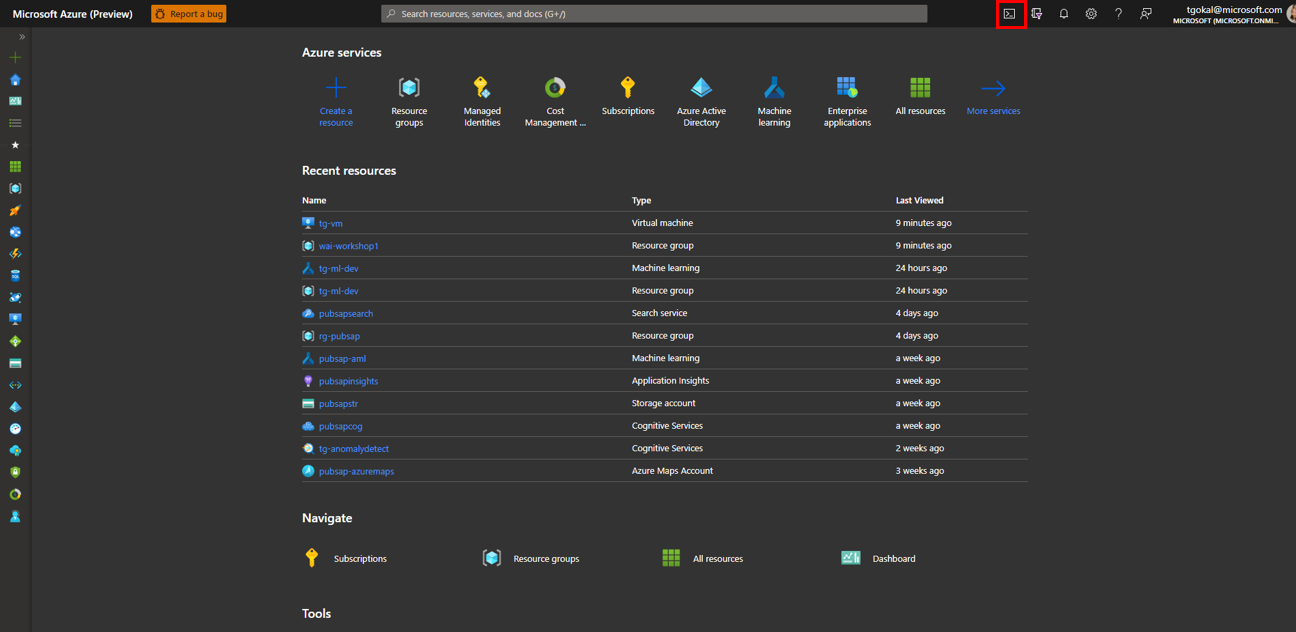 Microsoft Azure (Preview)
Report a bug
Search resources, services, and docs (G+/)
tgokal@microsoft.com
MICROSOFT (MICROSOFT.ONMI...
Azure services
Create a resource
Resource groups
Managed Identities
Cost Management ...
Subscriptions
Azure Active Directory
Machine learning
Enterprise applications
All resources
More services
Recent resources
Name Type Last Viewed
tg-vm Virtual machine 9 minutes ago
wai-workshop1 Resource group 9 minutes ago
tg-ml-dev Machine learning 24 hours ago
tg-ml-dev Resource group 24 hours ago
pubsapsearch Search service 4 days ago
rg-pubsap Resource group 4 days ago
pubsap-aml Machine learning a week ago
pubsapinsights Application Insights a week ago
pubsapstr Storage account a week ago
pubsapcog Cognitive Services a week ago
tg-anomalydetect Cognitive Services 2 weeks ago
pubsap-azuremaps Azure Maps Account 3 weeks ago
Navigate
Subscriptions Resource groups All resources Dashboard
Tools